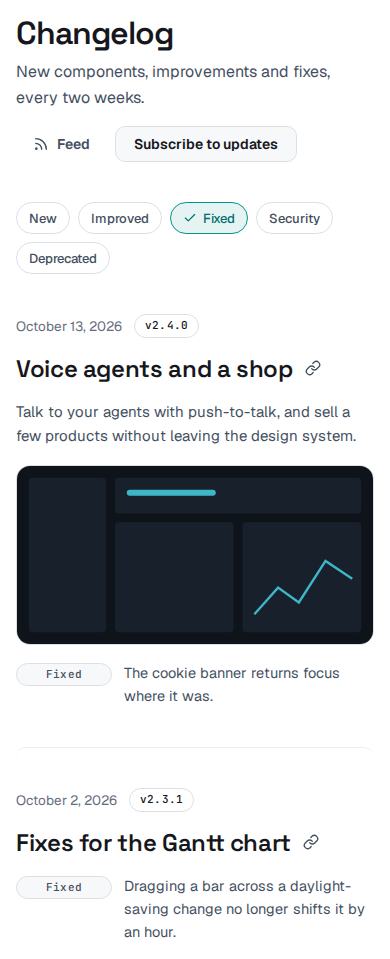 Changelog
New components, improvements and fixes,
every two weeks.
Feed
Subscribe to updates
New
Improved
Fixed
Security
Deprecated
October 13, 2026
v2.4.0
Voice agents and a shop
Talk to your agents with push-to-talk, and sell a
few products without leaving the design system.
Fixed
The cookie banner returns focus
where it was.
October 2, 2026
v2.3.1
Fixes for the Gantt chart
Fixed
Dragging a bar across a daylight-
saving change no longer shifts it by
an hour.